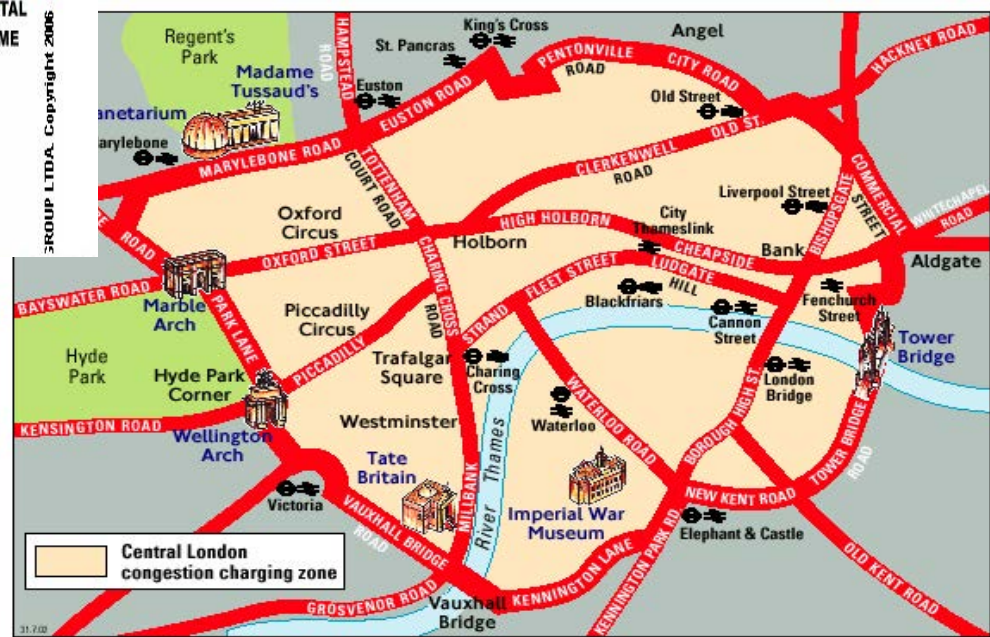 TAL
ME
GROUP LTDA. Copyright 2006
Regent's
Park
HAMPSTEAD
ROAD
St. Pancras
King's Cross
Angel
PENTONVILLE
ROAD
CITY ROAD
HACKNEY ROAD
Madame
Tussaud's
Euston
EUSTON ROAD
Old Street
anetarium
arylebone
MARYLEBONE ROAD
OLD ST.
CLERKENWELL
ROAD
TOTTENHAM
COURT ROAD
Liverpool Street
BISHOPSGATE
COMMERCIAL
STREET
WHITECHAPEL
ROAD
ROAD
Oxford
Circus
OXFORD STREET
HIGH HOLBORN
Holborn
City
Thameslink
CHEAPSIDE
Bank
Aldgate
BAYSWATER ROAD
Marble
Arch
PARK LANE
Piccadilly
Circus
PICCADILLY
CHARING CROSS
ROAD
STRAND
FLEET STREET
LUDGATE
HILL
Blackfriars
Cannon
Street
Fenchurch
Street
Tower
Bridge
Hyde
Park
Hyde Park
Corner
Trafalgar
Square
Charing
Cross
London
Bridge
KENSINGTON ROAD
Wellington
Arch
Westminster
Waterloo
WATERLOO ROAD
BOROUGH HIGH ST.
TOWER BRIDGE
ROAD
Tate
Britain
MILLBANK
River Thames
Imperial War
Museum
NEW KENT ROAD
Victoria
VAUXHALL BRIDGE
ROAD
Elephant & Castle
Central London
congestion charging zone
KENNINGTON LANE
KENNINGTON PARK RD
OLD KENT ROAD
GROSVENOR ROAD
Vauxhall
Bridge
31.7.02